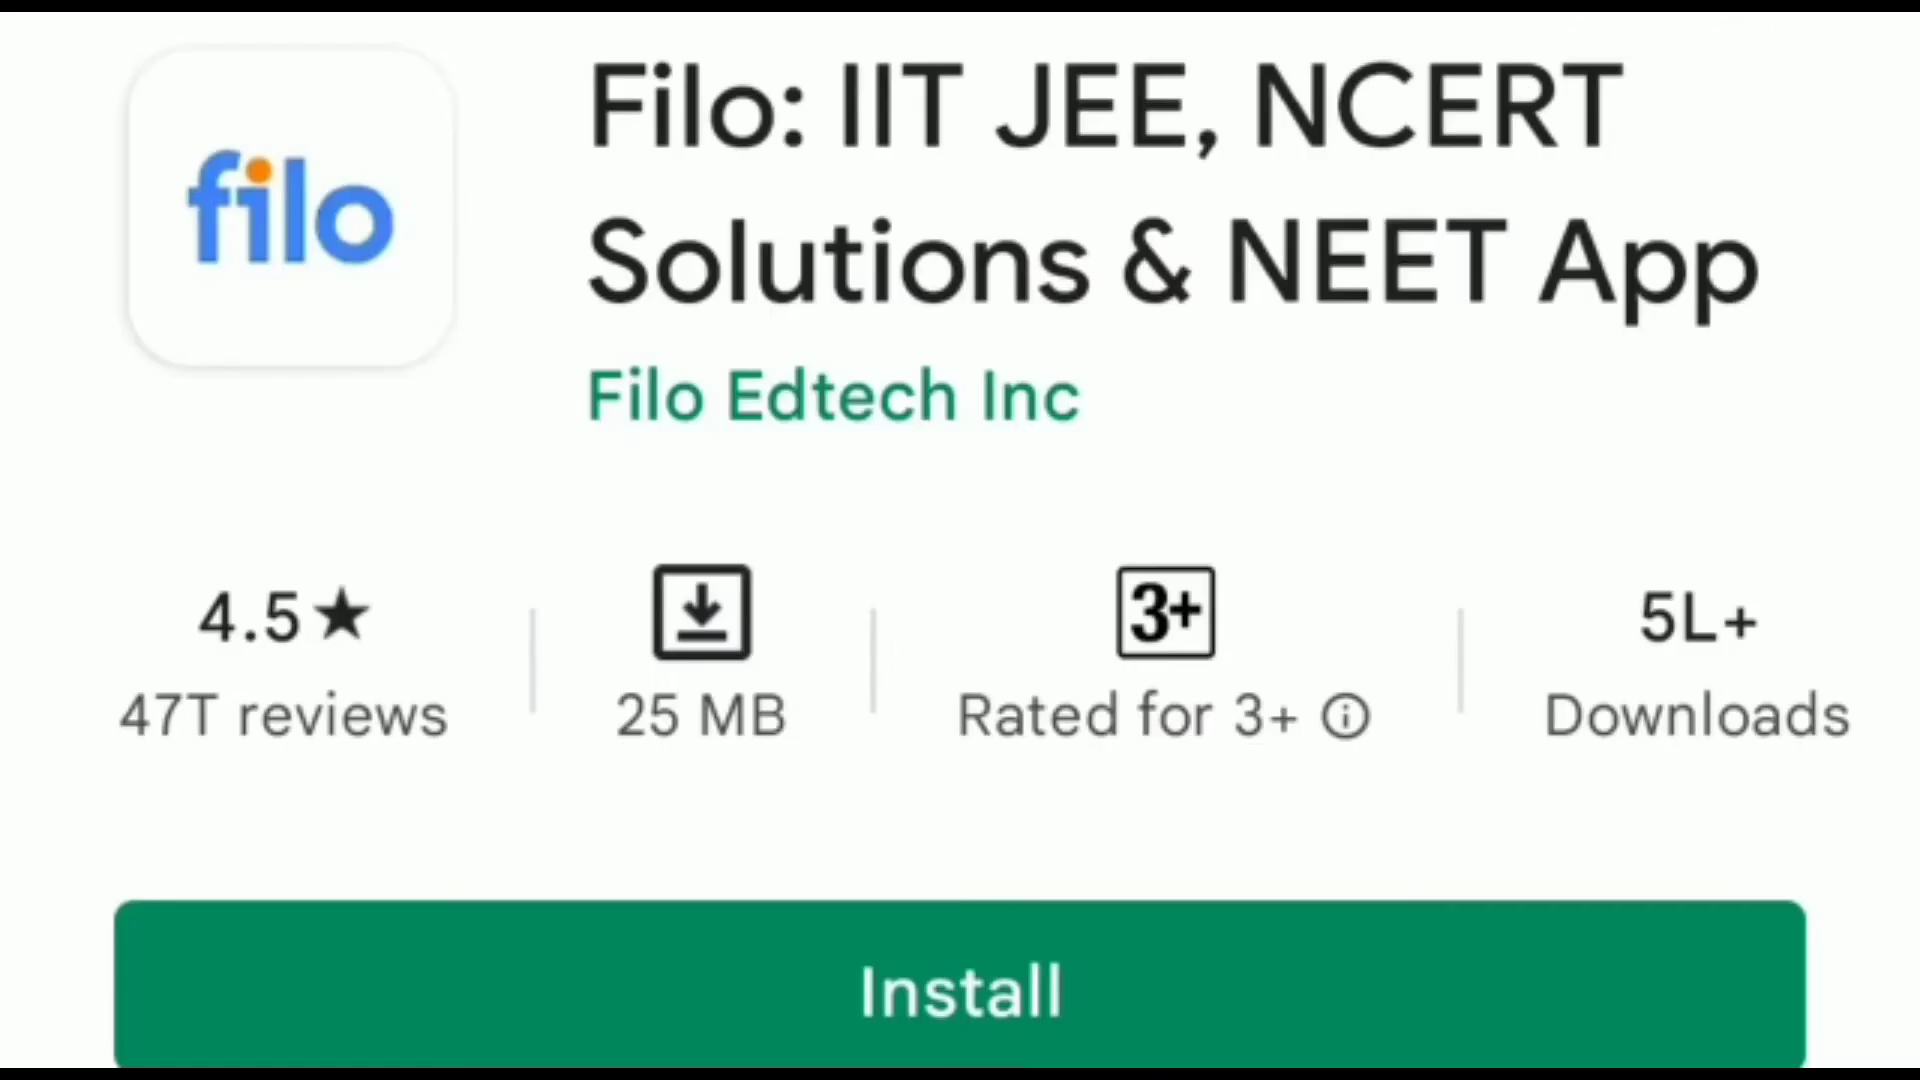 filo
Filo: IIT JEE, NCERT
Solutions & NEET App
Filo Edtech Inc
4.5★
47T reviews
25 MB
3+
Rated for 3+
5L+
Downloads
Install